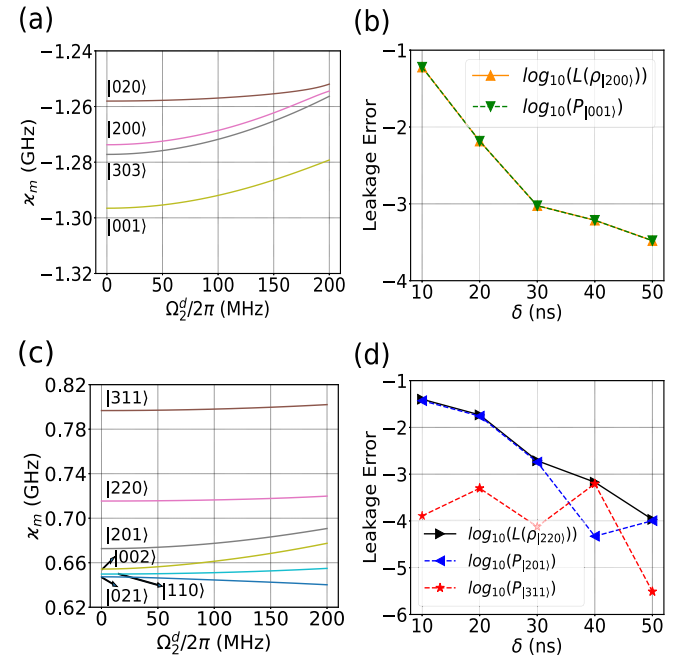 (a)
ϰₘ (GHz)
−1.24
−1.26
−1.28
−1.30
−1.32
|020⟩
|200⟩
|303⟩
|001⟩
0 50 100 150 200
Ω₂ᵈ/2π (MHz)
(b)
Leakage Error
−1
−2
−3
−4
log₁₀(L(ρ|200⟩))
log₁₀(P|001⟩)
10 20 30 40 50
δ (ns)
(c)
ϰₘ (GHz)
0.82
0.78
0.74
0.70
0.66
0.62
|311⟩
|220⟩
|201⟩
|002⟩
|021⟩
|110⟩
0 50 100 150 200
Ω₂ᵈ/2π (MHz)
(d)
Leakage Error
−1
−2
−3
−4
−5
−6
log₁₀(L(ρ|220⟩))
log₁₀(P|201⟩)
log₁₀(P|311⟩)
10 20 30 40 50
δ (ns)